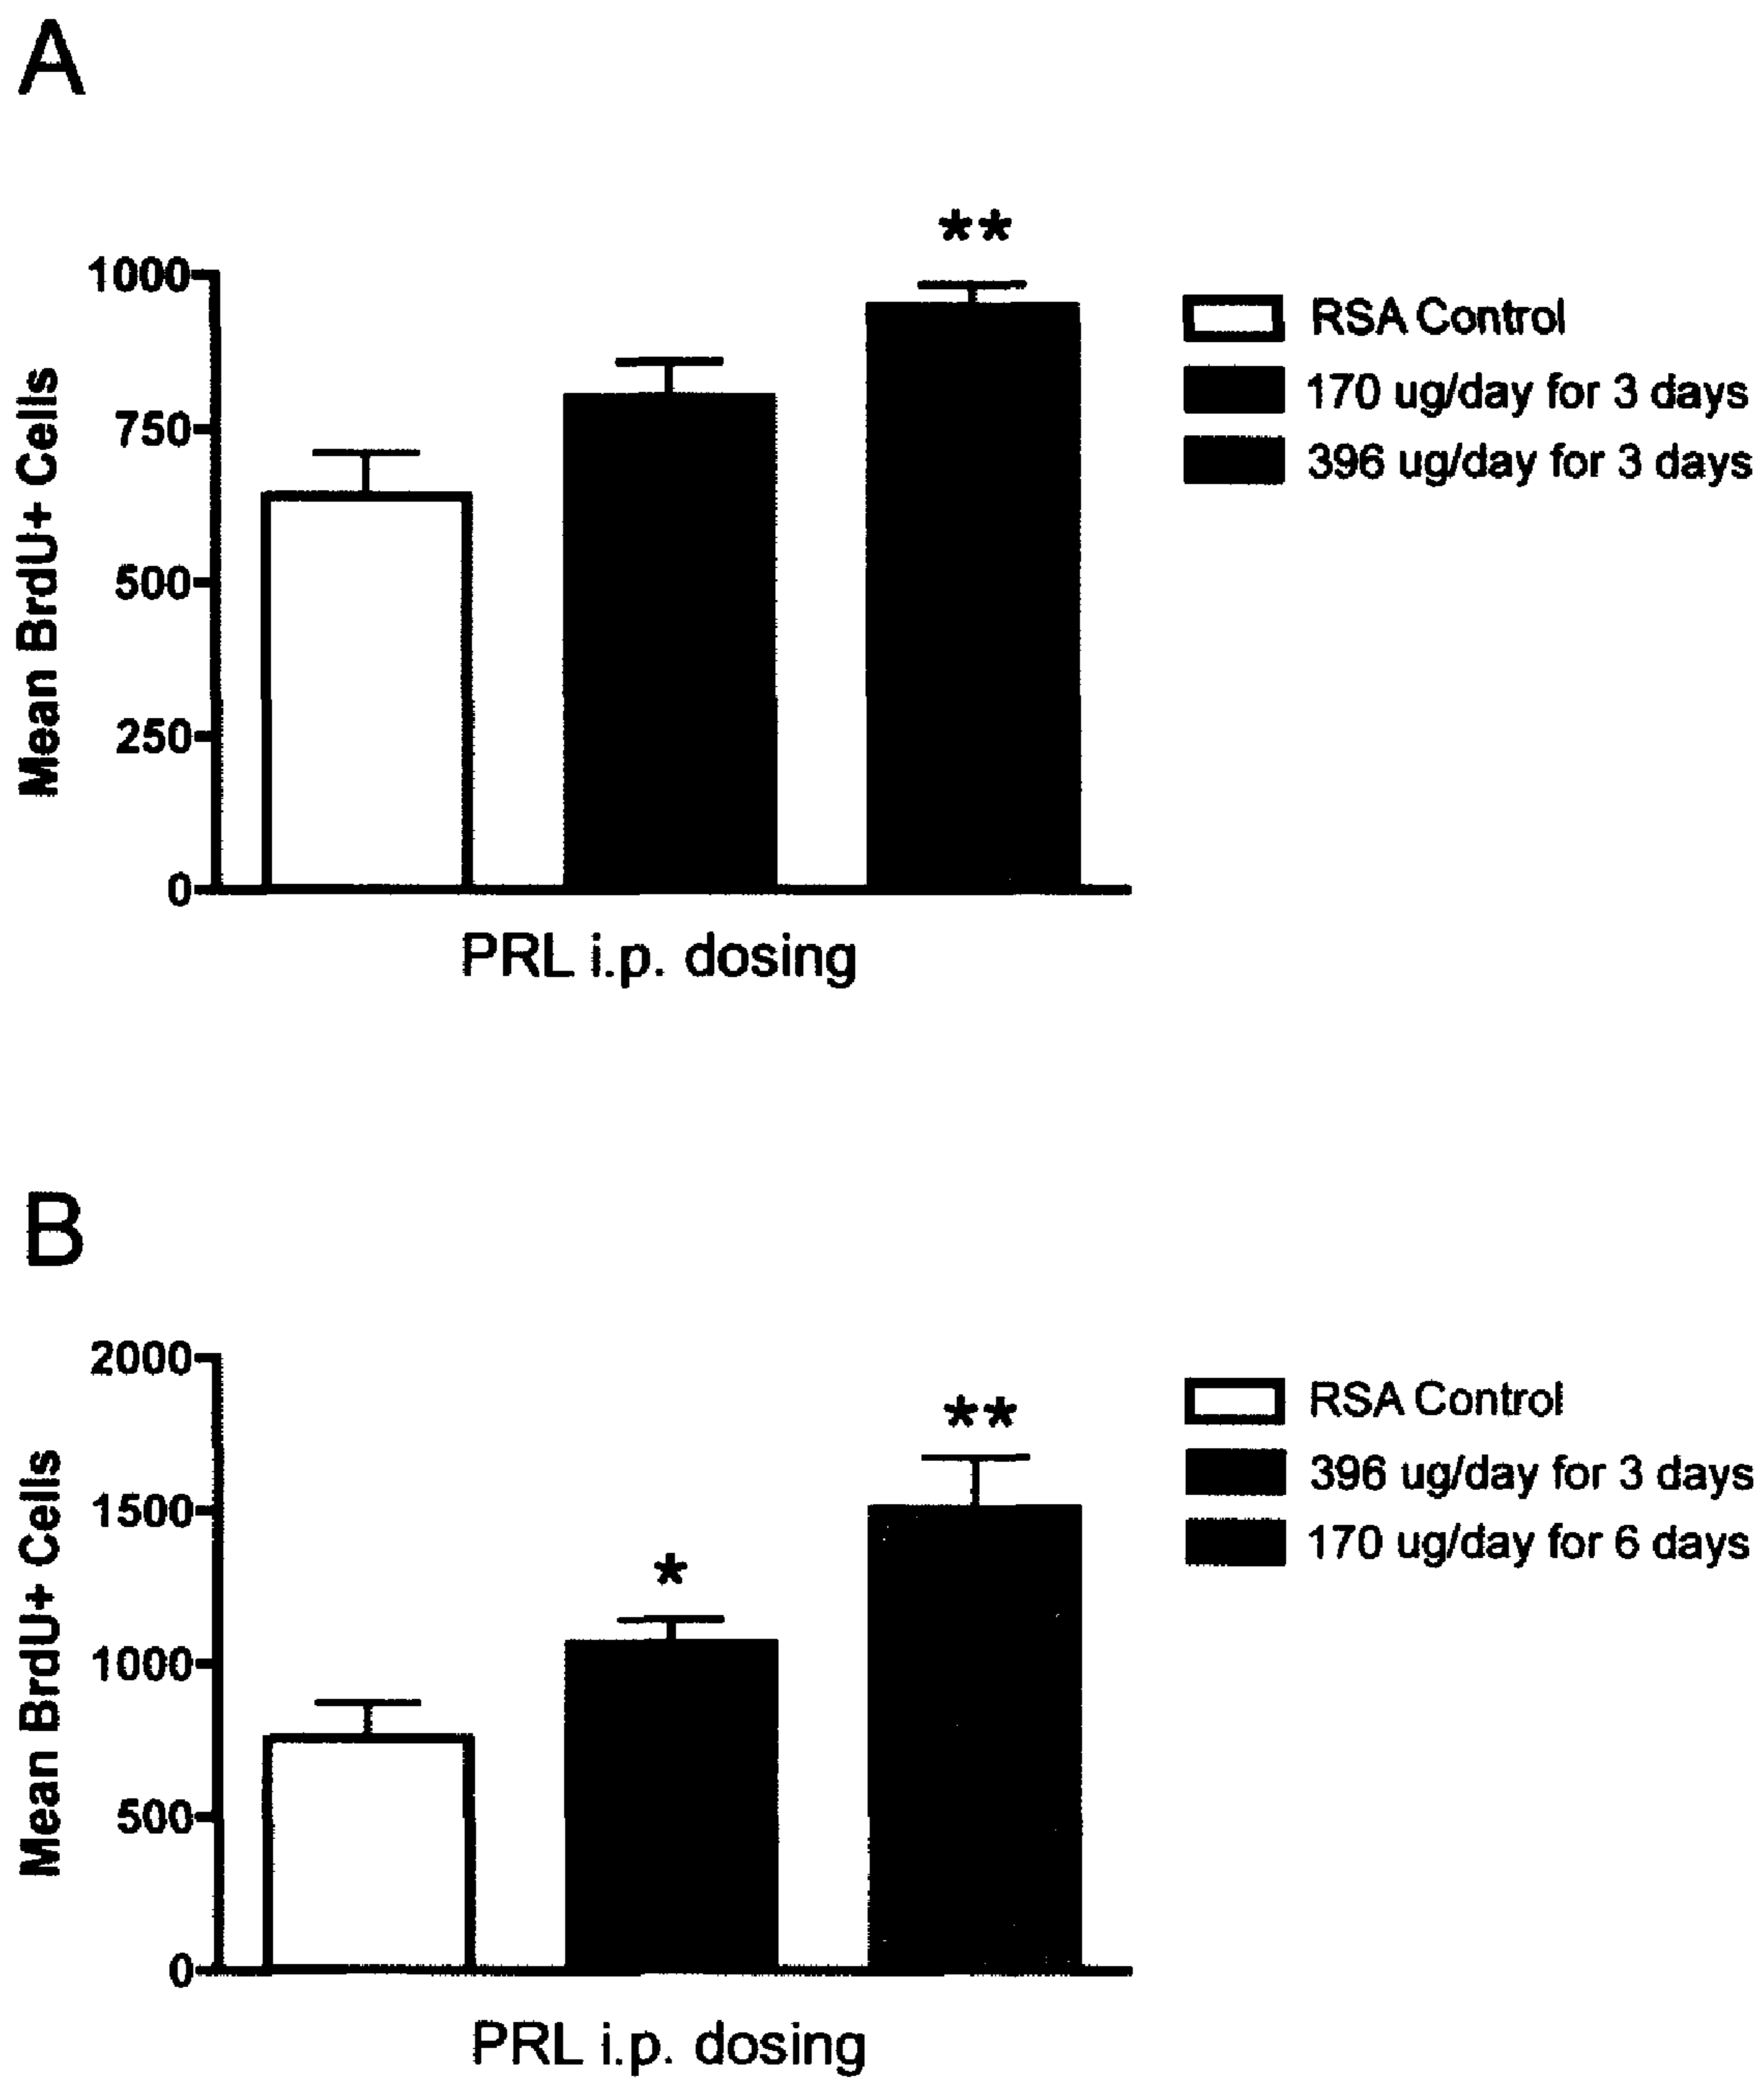 A
**
1000
750
500
250
0
Mean BrdU+ Cells
PRL i.p. dosing
RSA Control
170 ug/day for 3 days
396 ug/day for 3 days
B
**
*
2000
1500
1000
500
0
Mean BrdU+ Cells
PRL i.p. dosing
RSA Control
396 ug/day for 3 days
170 ug/day for 6 days